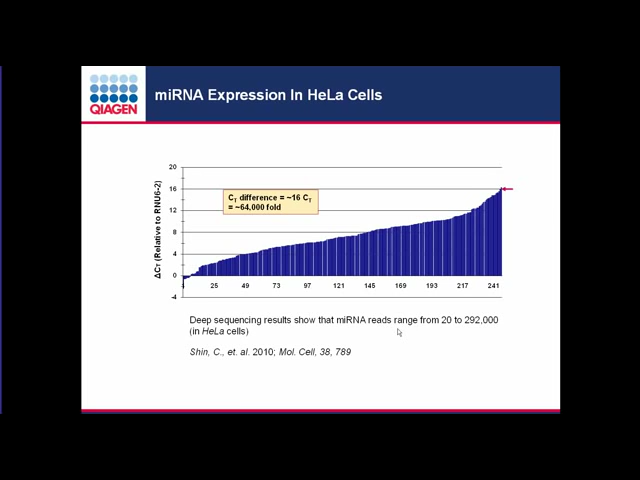 QIAGEN
miRNA Expression In HeLa Cells
20
16
12
8
4
0
-4
ΔCT (Relative to RNU6-2)
CT difference = ~16 CT
= ~64,000 fold
1 25 49 73 97 121 145 169 193 217 241
Deep sequencing results show that miRNA reads range from 20 to 292,000
(in HeLa cells)
Shin, C., et. al. 2010; Mol. Cell, 38, 789